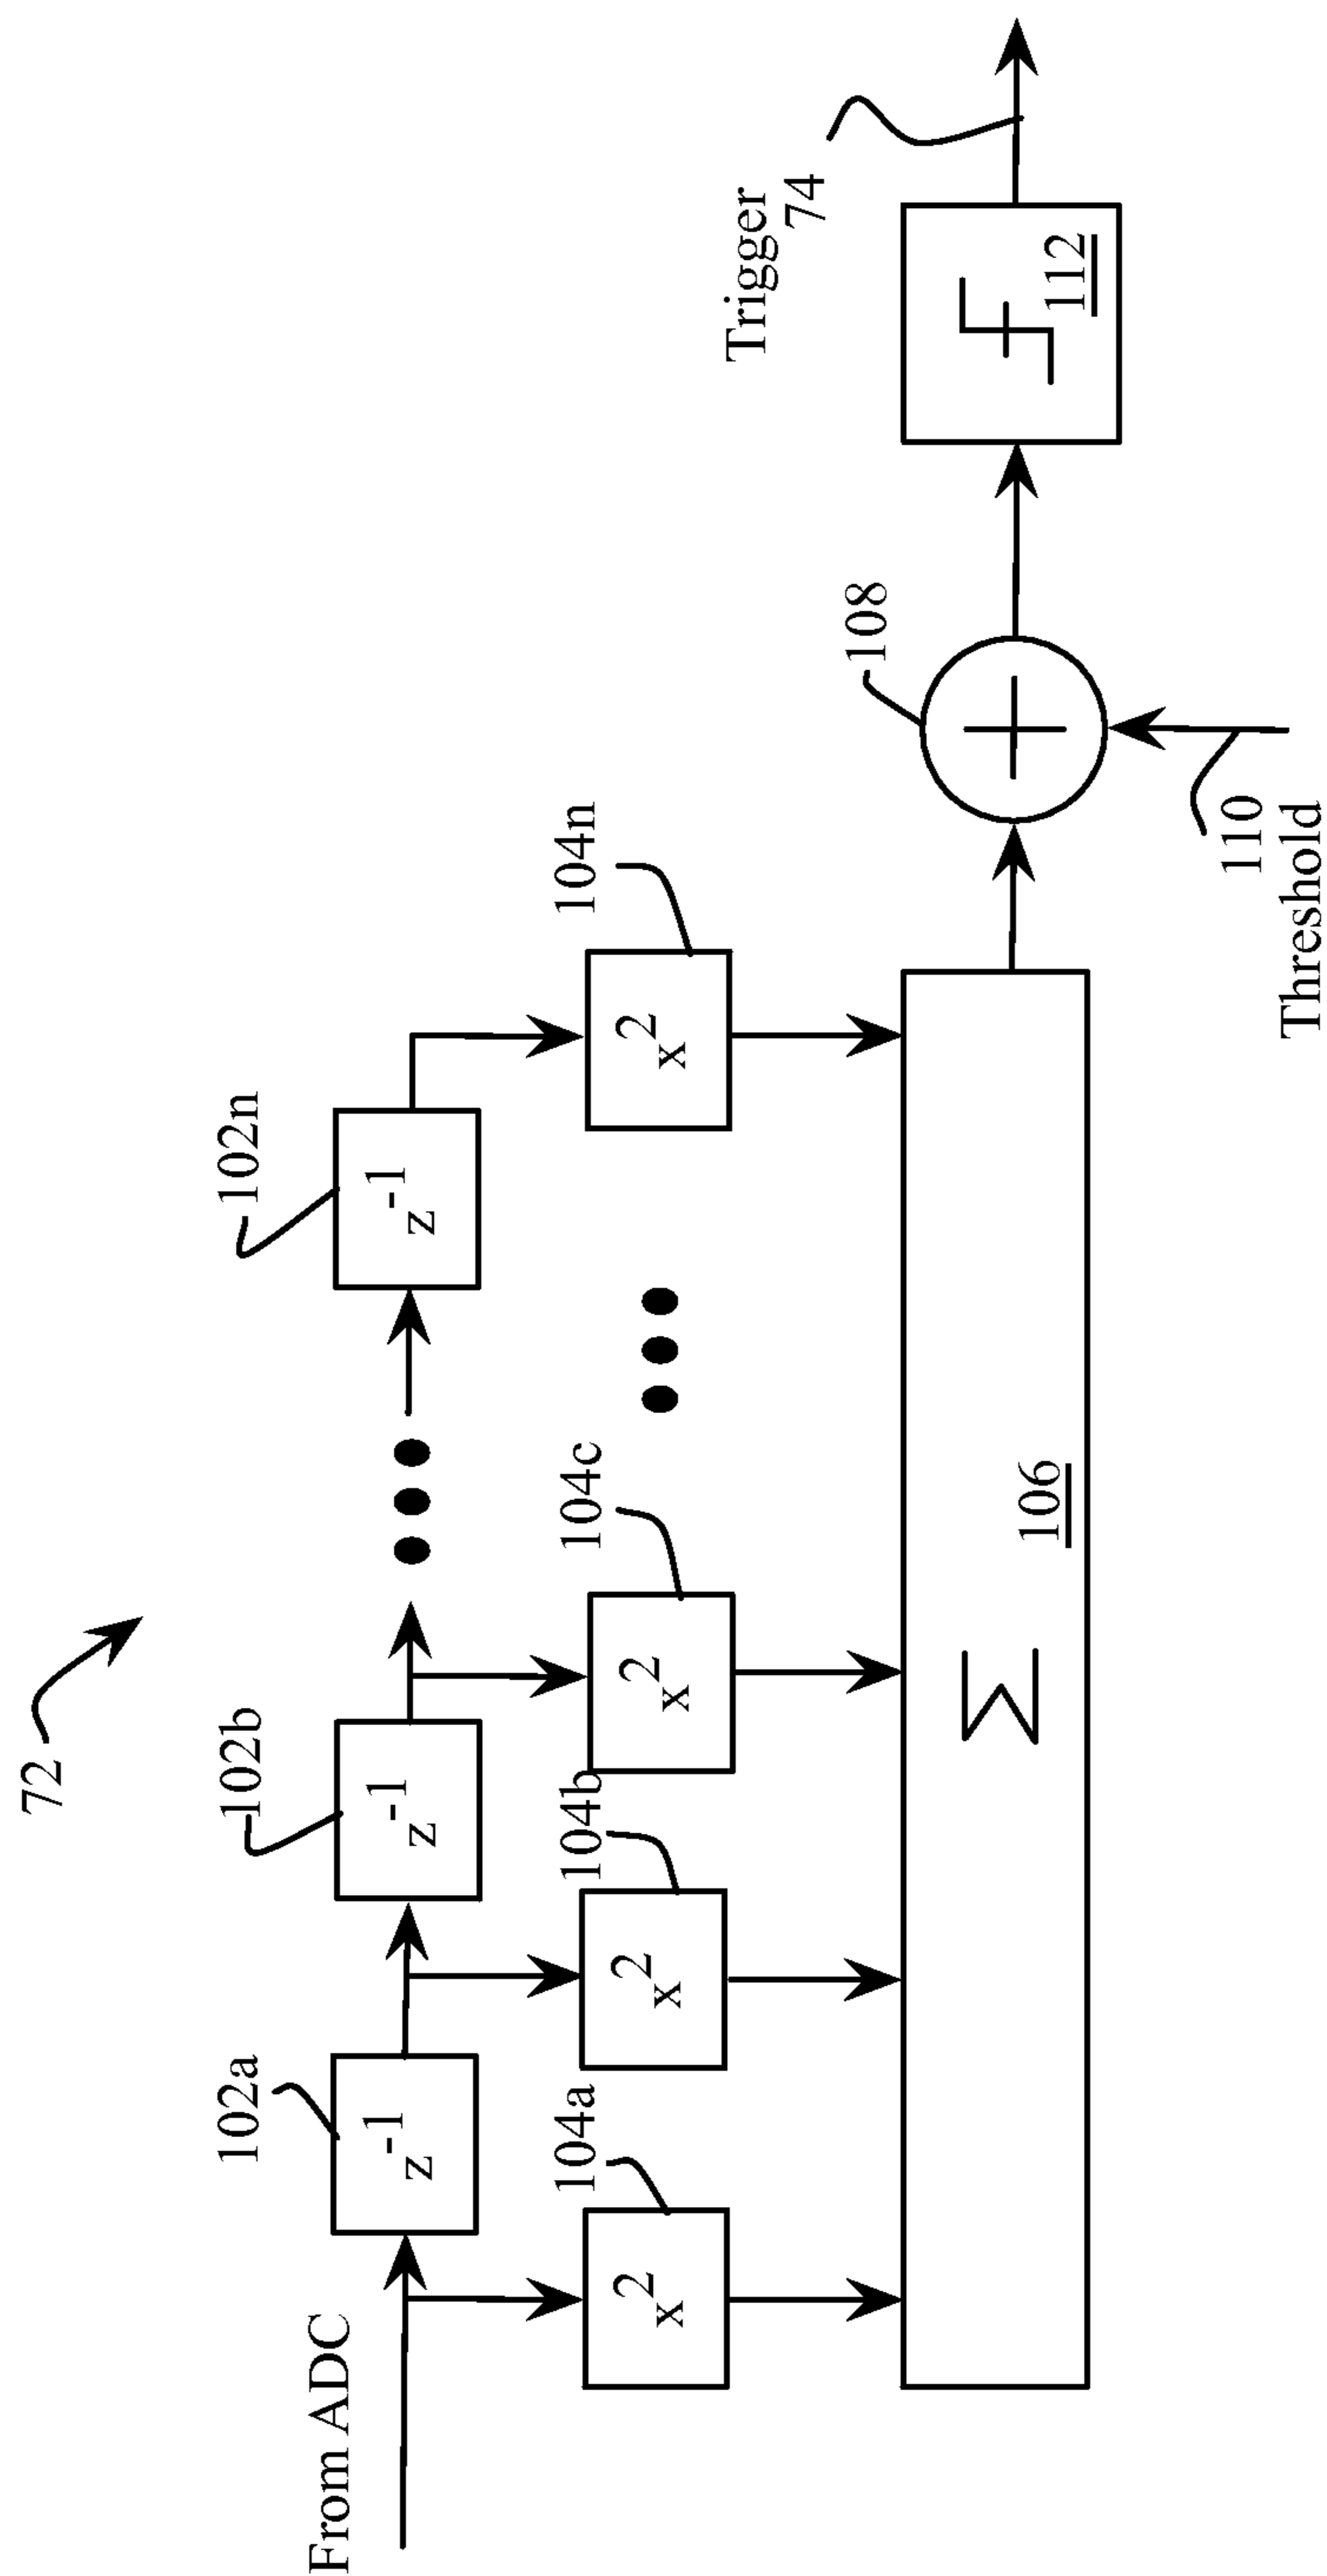 72
From ADC
102a
z-1
102b
z-1
102n
z-1
104a
x2
104b
x2
104c
x2
104n
x2
Σ
106
108
+
110
Threshold
112
Trigger
74